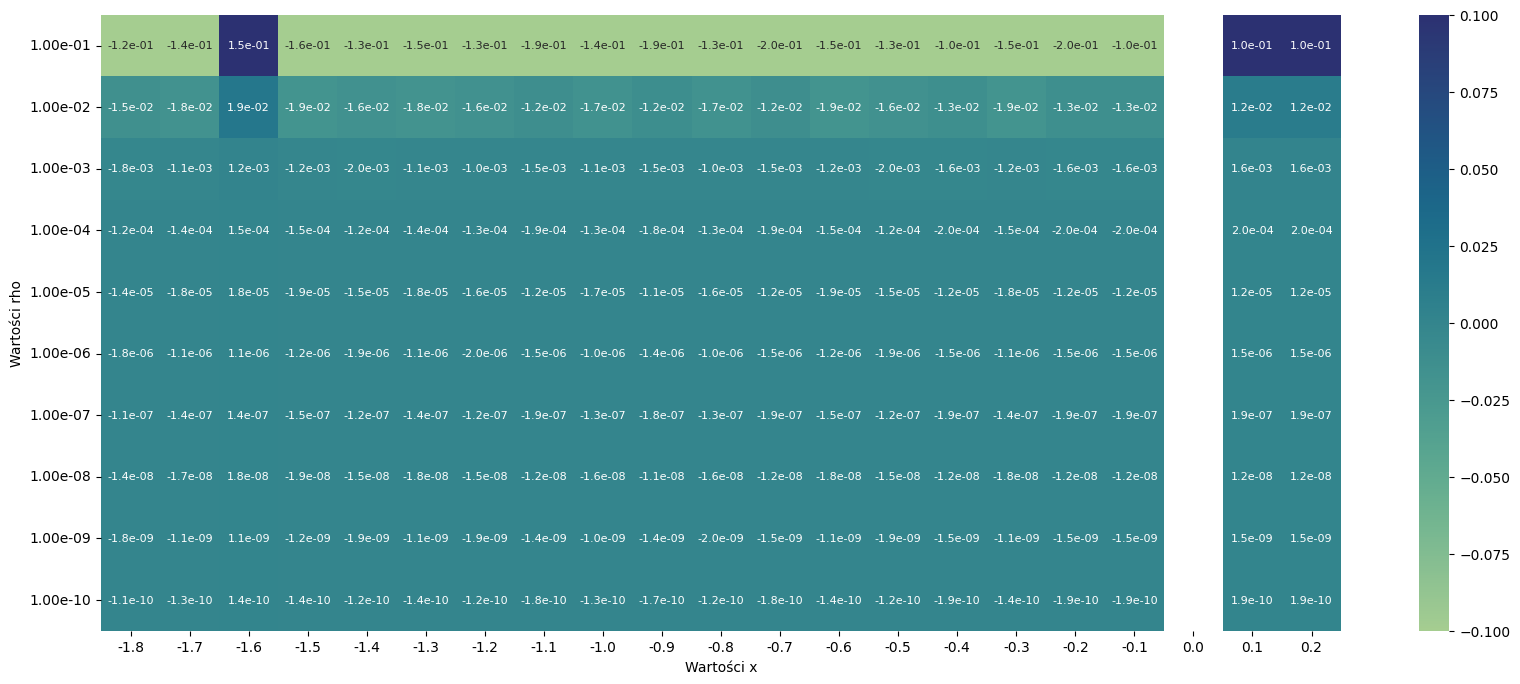 1.00e-01 -1.2e-01 -1.4e-01 1.5e-01 -1.6e-01 -1.3e-01 -1.5e-01 -1.3e-01 -1.9e-01 -1.4e-01 -1.9e-01 -1.3e-01 -2.0e-01 -1.5e-01 -1.3e-01 -1.0e-01 -1.5e-01 -2.0e-01 -1.0e-01 1.0e-01 1.0e-01
1.00e-02 -1.5e-02 -1.8e-02 1.9e-02 -1.9e-02 -1.6e-02 -1.8e-02 -1.6e-02 -1.2e-02 -1.7e-02 -1.2e-02 -1.7e-02 -1.2e-02 -1.9e-02 -1.6e-02 -1.3e-02 -1.9e-02 -1.3e-02 -1.3e-02 1.2e-02 1.2e-02
1.00e-03 -1.8e-03 -1.1e-03 1.2e-03 -1.2e-03 -2.0e-03 -1.1e-03 -1.0e-03 -1.5e-03 -1.1e-03 -1.5e-03 -1.0e-03 -1.5e-03 -1.2e-03 -2.0e-03 -1.6e-03 -1.2e-03 -1.6e-03 -1.6e-03 1.6e-03 1.6e-03
1.00e-04 -1.2e-04 -1.4e-04 1.5e-04 -1.5e-04 -1.2e-04 -1.4e-04 -1.3e-04 -1.9e-04 -1.3e-04 -1.8e-04 -1.3e-04 -1.9e-04 -1.5e-04 -1.2e-04 -2.0e-04 -1.5e-04 -2.0e-04 -2.0e-04 2.0e-04 2.0e-04
1.00e-05 -1.4e-05 -1.8e-05 1.8e-05 -1.9e-05 -1.5e-05 -1.8e-05 -1.6e-05 -1.2e-05 -1.7e-05 -1.1e-05 -1.6e-05 -1.2e-05 -1.9e-05 -1.5e-05 -1.2e-05 -1.8e-05 -1.2e-05 -1.2e-05 1.2e-05 1.2e-05
1.00e-06 -1.8e-06 -1.1e-06 1.1e-06 -1.2e-06 -1.9e-06 -1.1e-06 -2.0e-06 -1.5e-06 -1.0e-06 -1.4e-06 -1.0e-06 -1.5e-06 -1.2e-06 -1.9e-06 -1.5e-06 -1.1e-06 -1.5e-06 -1.5e-06 1.5e-06 1.5e-06
1.00e-07 -1.1e-07 -1.4e-07 1.4e-07 -1.5e-07 -1.2e-07 -1.4e-07 -1.2e-07 -1.9e-07 -1.3e-07 -1.8e-07 -1.3e-07 -1.9e-07 -1.5e-07 -1.2e-07 -1.9e-07 -1.4e-07 -1.9e-07 -1.9e-07 1.9e-07 1.9e-07
1.00e-08 -1.4e-08 -1.7e-08 1.8e-08 -1.9e-08 -1.5e-08 -1.8e-08 -1.5e-08 -1.2e-08 -1.6e-08 -1.1e-08 -1.6e-08 -1.2e-08 -1.8e-08 -1.5e-08 -1.2e-08 -1.8e-08 -1.2e-08 -1.2e-08 1.2e-08 1.2e-08
1.00e-09 -1.8e-09 -1.1e-09 1.1e-09 -1.2e-09 -1.9e-09 -1.1e-09 -1.9e-09 -1.4e-09 -1.0e-09 -1.4e-09 -2.0e-09 -1.5e-09 -1.1e-09 -1.9e-09 -1.5e-09 -1.1e-09 -1.5e-09 -1.5e-09 1.5e-09 1.5e-09
1.00e-10 -1.1e-10 -1.3e-10 1.4e-10 -1.4e-10 -1.2e-10 -1.4e-10 -1.2e-10 -1.8e-10 -1.3e-10 -1.7e-10 -1.2e-10 -1.8e-10 -1.4e-10 -1.2e-10 -1.9e-10 -1.4e-10 -1.9e-10 -1.9e-10 1.9e-10 1.9e-10
-1.8 -1.7 -1.6 -1.5 -1.4 -1.3 -1.2 -1.1 -1.0 -0.9 -0.8 -0.7 -0.6 -0.5 -0.4 -0.3 -0.2 -0.1 0.0 0.1 0.2
Wartości x
Wartości rho
0.100
0.075
0.050
0.025
0.000
−0.025
−0.050
−0.075
−0.100